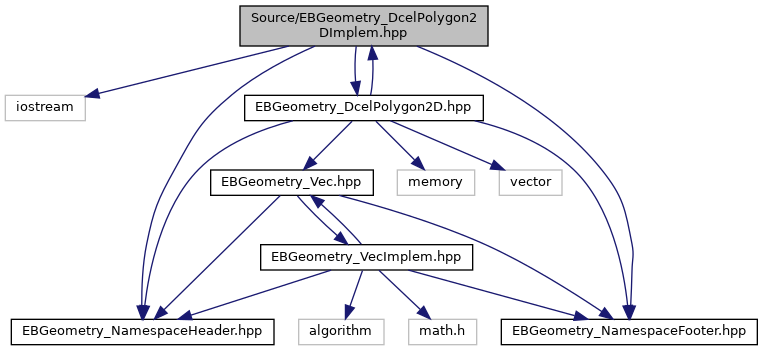 Source/EBGeometry_DcelPolygon2
DImplem.hpp
iostream
EBGeometry_DcelPolygon2D.hpp
EBGeometry_Vec.hpp
memory
vector
EBGeometry_VecImplem.hpp
EBGeometry_NamespaceHeader.hpp
algorithm
math.h
EBGeometry_NamespaceFooter.hpp